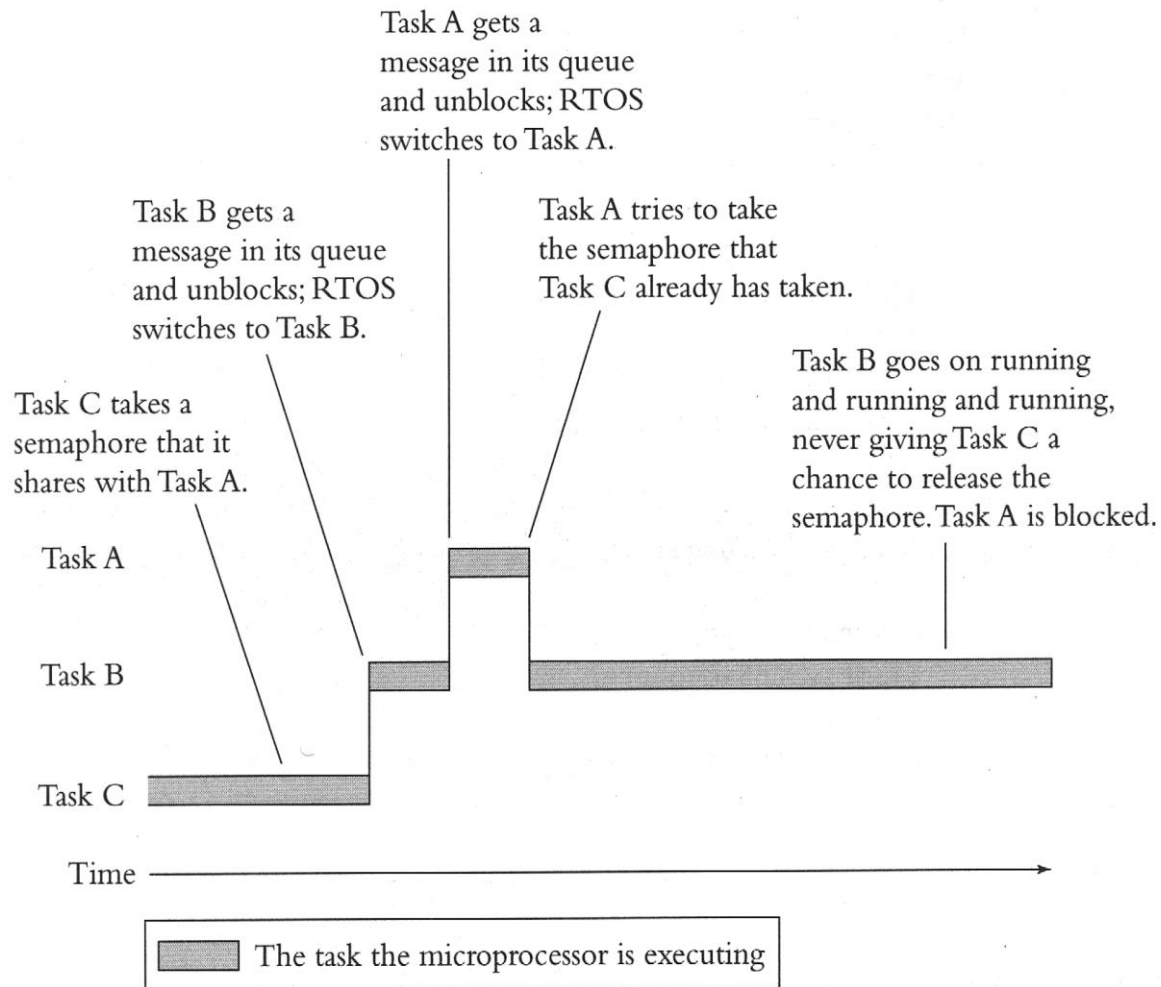 Task A gets a
message in its queue
and unblocks; RTOS
switches to Task A.
Task B gets a
message in its queue
and unblocks; RTOS
switches to Task B.
Task A tries to take
the semaphore that
Task C already has taken.
Task C takes a
semaphore that it
shares with Task A.
Task B goes on running
and running and running,
never giving Task C a
chance to release the
semaphore. Task A is blocked.
Task A
Task B
Task C
Time
The task the microprocessor is executing